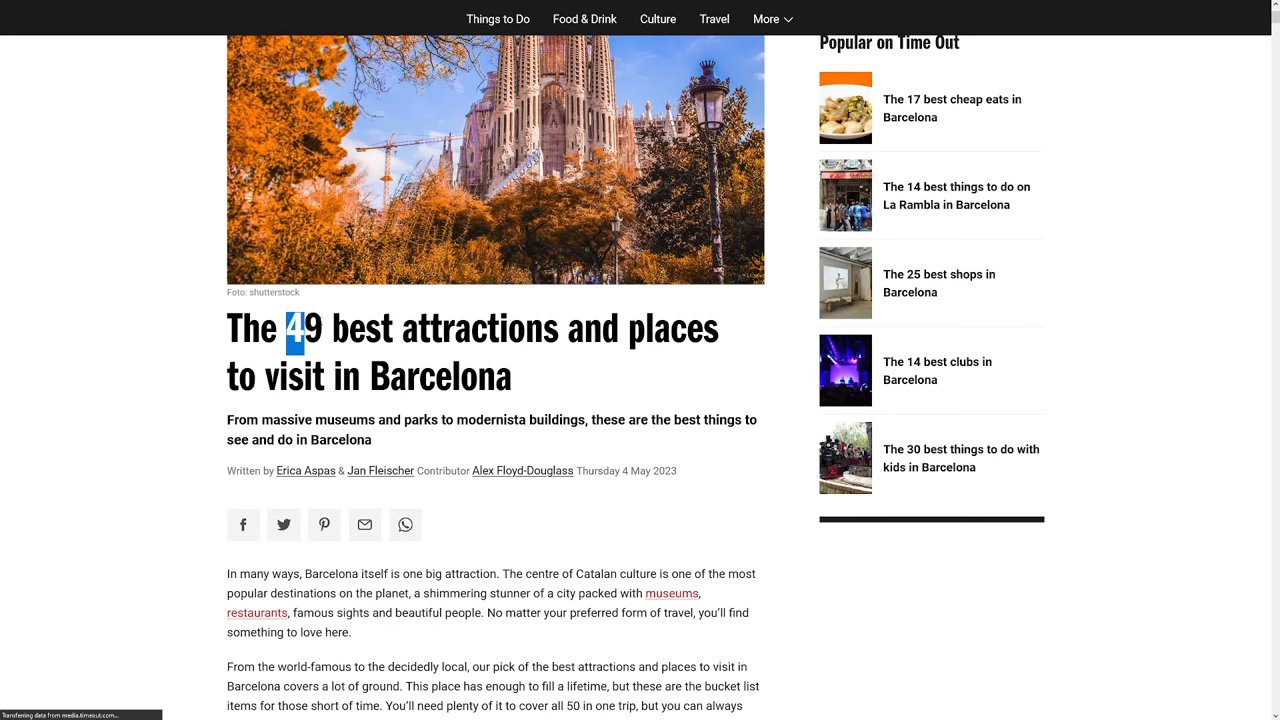 Things to Do Food & Drink Culture Travel More
Popular on Time Out
The 17 best cheap eats in
Barcelona
The 14 best things to do on
La Rambla in Barcelona
The 25 best shops in
Barcelona
The 14 best clubs in
Barcelona
The 30 best things to do with
kids in Barcelona
Foto: shutterstock
The 49 best attractions and places
to visit in Barcelona
From massive museums and parks to modernista buildings, these are the best things to
see and do in Barcelona
Written by Erica Aspas & Jan Fleischer Contributor Alex Floyd-Douglass Thursday 4 May 2023
In many ways, Barcelona itself is one big attraction. The centre of Catalan culture is one of the most
popular destinations on the planet, a shimmering stunner of a city packed with museums,
restaurants, famous sights and beautiful people. No matter your preferred form of travel, you'll find
something to love here.
From the world-famous to the decidedly local, our pick of the best attractions and places to visit in
Barcelona covers a lot of ground. This place has enough to fill a lifetime, but these are the bucket list
items for those short of time. You'll need plenty of it to cover all 50 in one trip, but you can always
Transferring data from media.timeout.com...